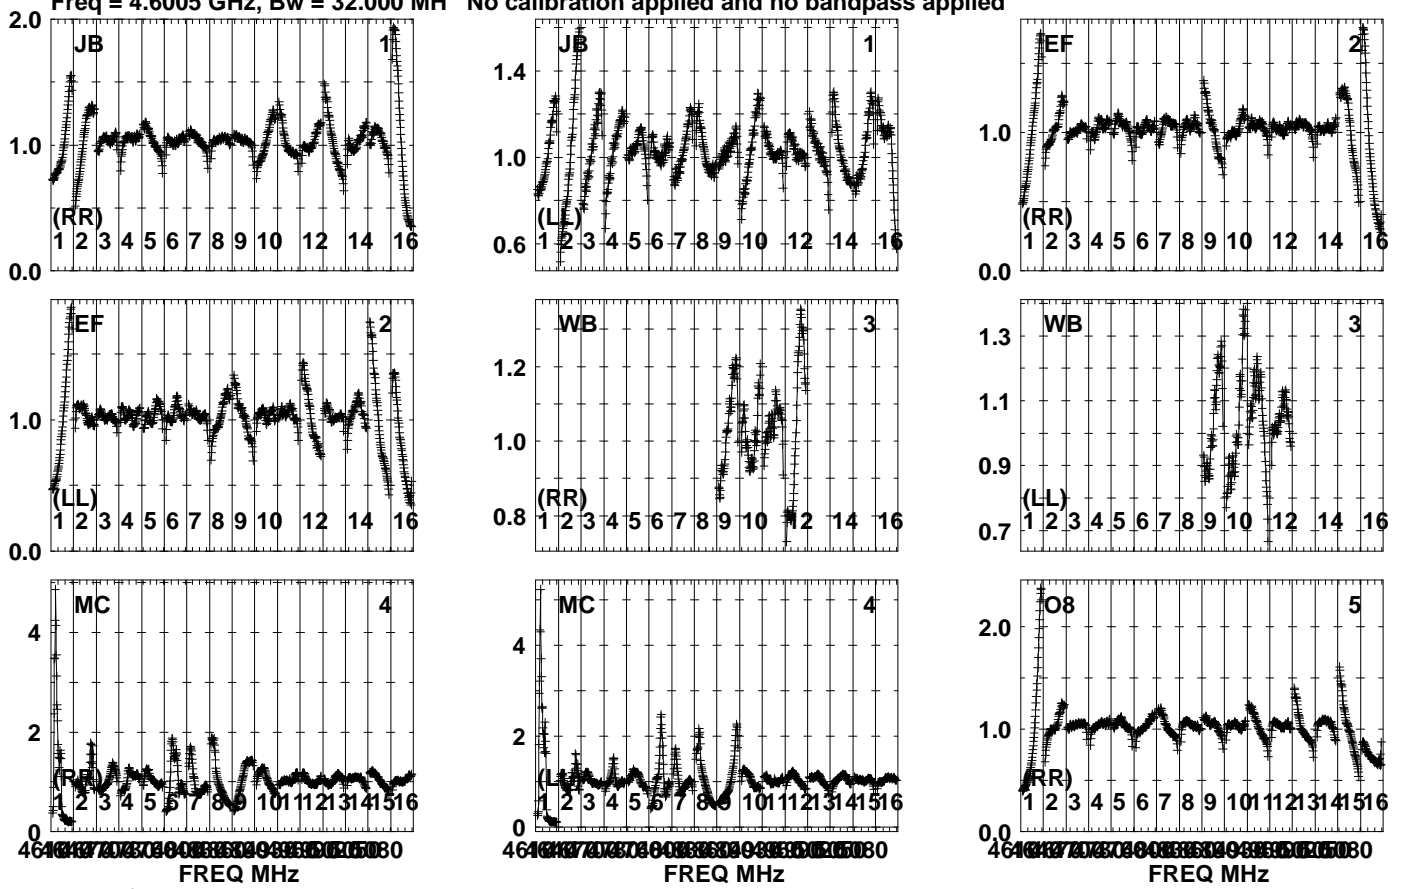 Freq = 4.6005 GHz, Bw = 32.000 MH No calibration applied and no bandpass applied
2.0 JB 1
1.0
(RR)
1 2 3 4 5 6 7 8 9 10 12 14 16
0.0
JB 1
1.4
1.0
(LL)
0.6 1 2 3 4 5 6 7 8 9 10 12 14 16
EF 2
1.0
(RR)
1 2 3 4 5 6 7 8 9 10 12 14 16
0.0
EF 2
1.0
(LL)
1 2 3 4 5 6 7 8 9 10 12 14 16
0.0
WB 3
1.2
1.0
(RR)
0.8 1 2 3 4 5 6 7 8 9 10 12 14 16
WB 3
1.3
1.1
0.9
(LL)
0.7 1 2 3 4 5 6 7 8 9 10 12 14 16
MC 4
4
2
(RR)
1 2 3 4 5 6 7 8 9 10 11 12 13 14 15 16
0
FREQ MHz
MC 4
4
2
1 2 3 4 5 6 7 8 9 10 11 12 13 14 15 16
0
FREQ MHz
O8 5
2.0
1.0
(RR)
1 2 3 4 5 6 7 8 9 10 11 12 13 14 15 16
0.0
FREQ MHz